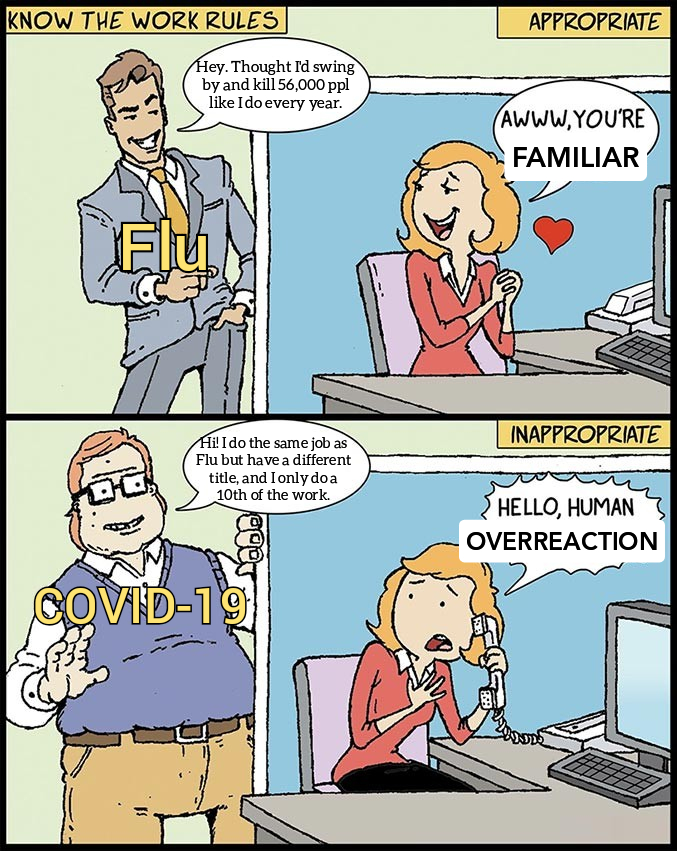 KNOW THE WORK RULES
APPROPRIATE
Hey. Thought I'd swing
by and kill 56,000 ppl
like I do every year.
AWWW, YOU'RE
FAMILIAR
Flu
INAPPROPRIATE
Hi! I do the same job as
Flu but have a different
title, and I only do a
10th of the work.
HELLO, HUMAN
OVERREACTION
COVID-19